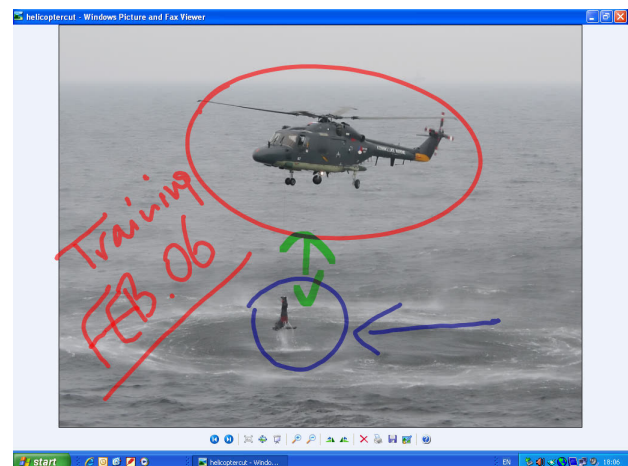 helicoptercut - Windows Picture and Fax Viewer
Training
FEB.06
start
helicoptercut - Windo...
EN
18:06